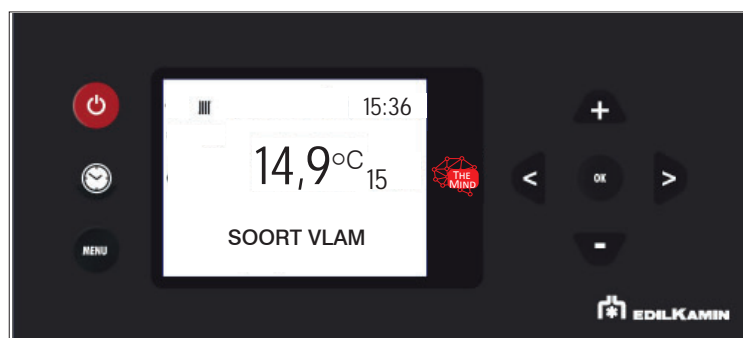 15:36
14,9°C 15
THE
MIND
SOORT VLAM
MENU
+
< OK >
-
EDILKAMIN